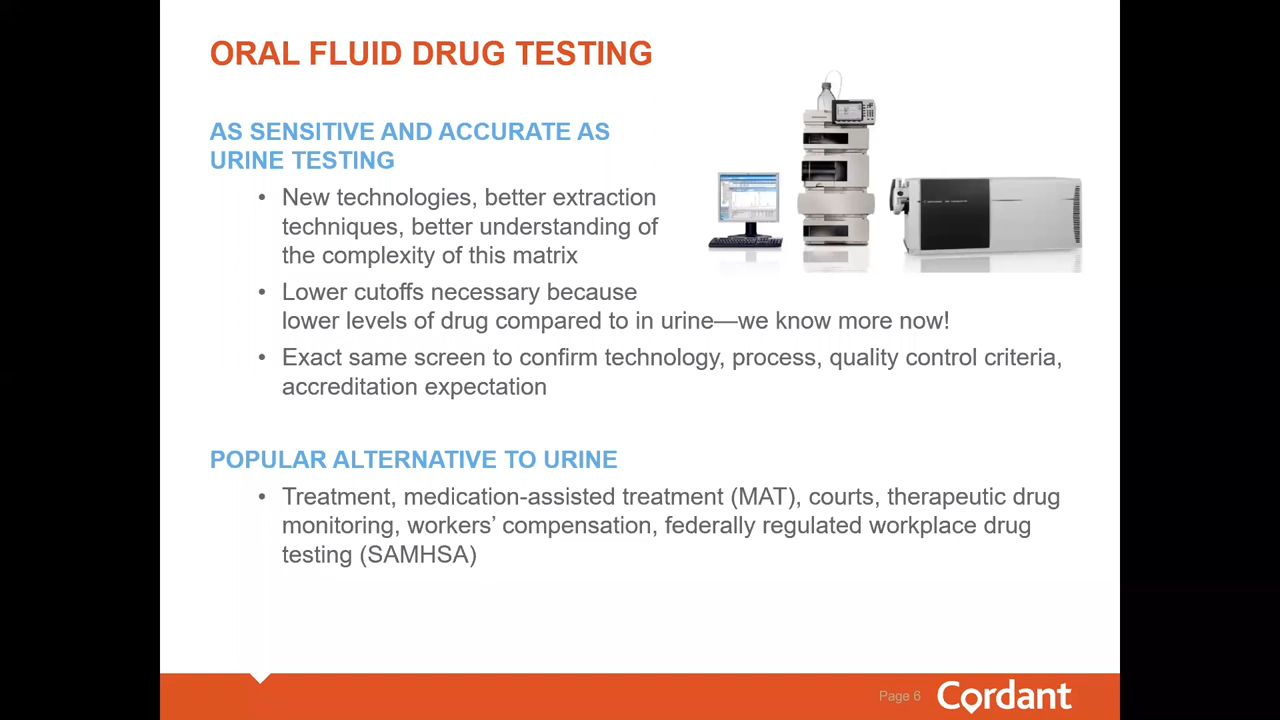 ORAL FLUID DRUG TESTING
AS SENSITIVE AND ACCURATE AS
URINE TESTING
• New technologies, better extraction
techniques, better understanding of
the complexity of this matrix
• Lower cutoffs necessary because
lower levels of drug compared to in urine—we know more now!
• Exact same screen to confirm technology, process, quality control criteria,
accreditation expectation
POPULAR ALTERNATIVE TO URINE
• Treatment, medication-assisted treatment (MAT), courts, therapeutic drug
monitoring, workers’ compensation, federally regulated workplace drug
testing (SAMHSA)
Page 6
Cordant